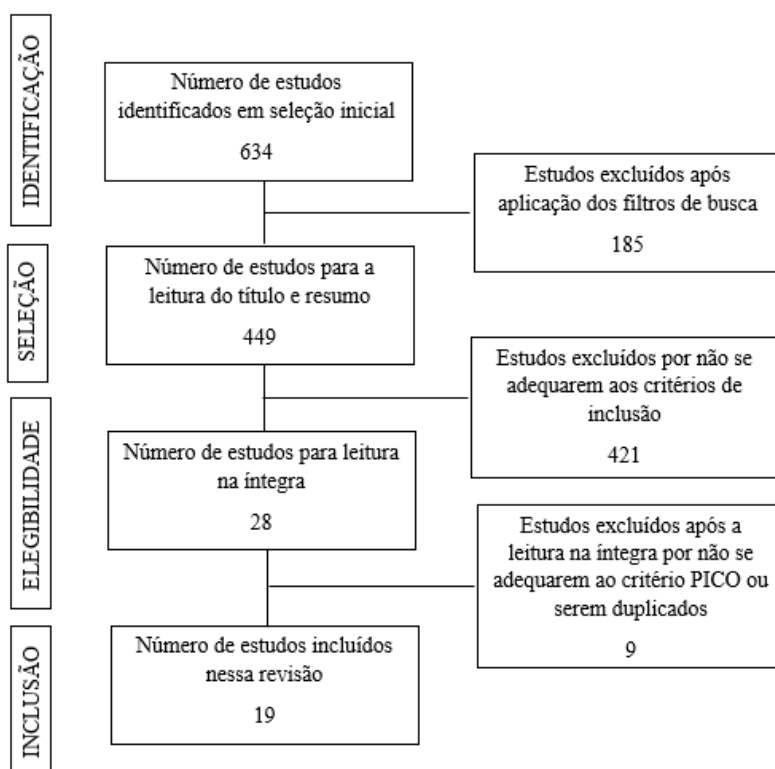 IDENTIFICAÇÃO
Número de estudos
identificados em seleção inicial
634
Estudos excluídos após
aplicação dos filtros de busca
185
SELEÇÃO
Número de estudos para a
leitura do título e resumo
449
Estudos excluídos por não se
adequarem aos critérios de
inclusão
421
ELEGIBILIDADE
Número de estudos para leitura
na íntegra
28
Estudos excluídos após a
leitura na íntegra por não se
adequarem ao critério PICO ou
serem duplicados
9
INCLUSÃO
Número de estudos incluídos
nessa revisão
19